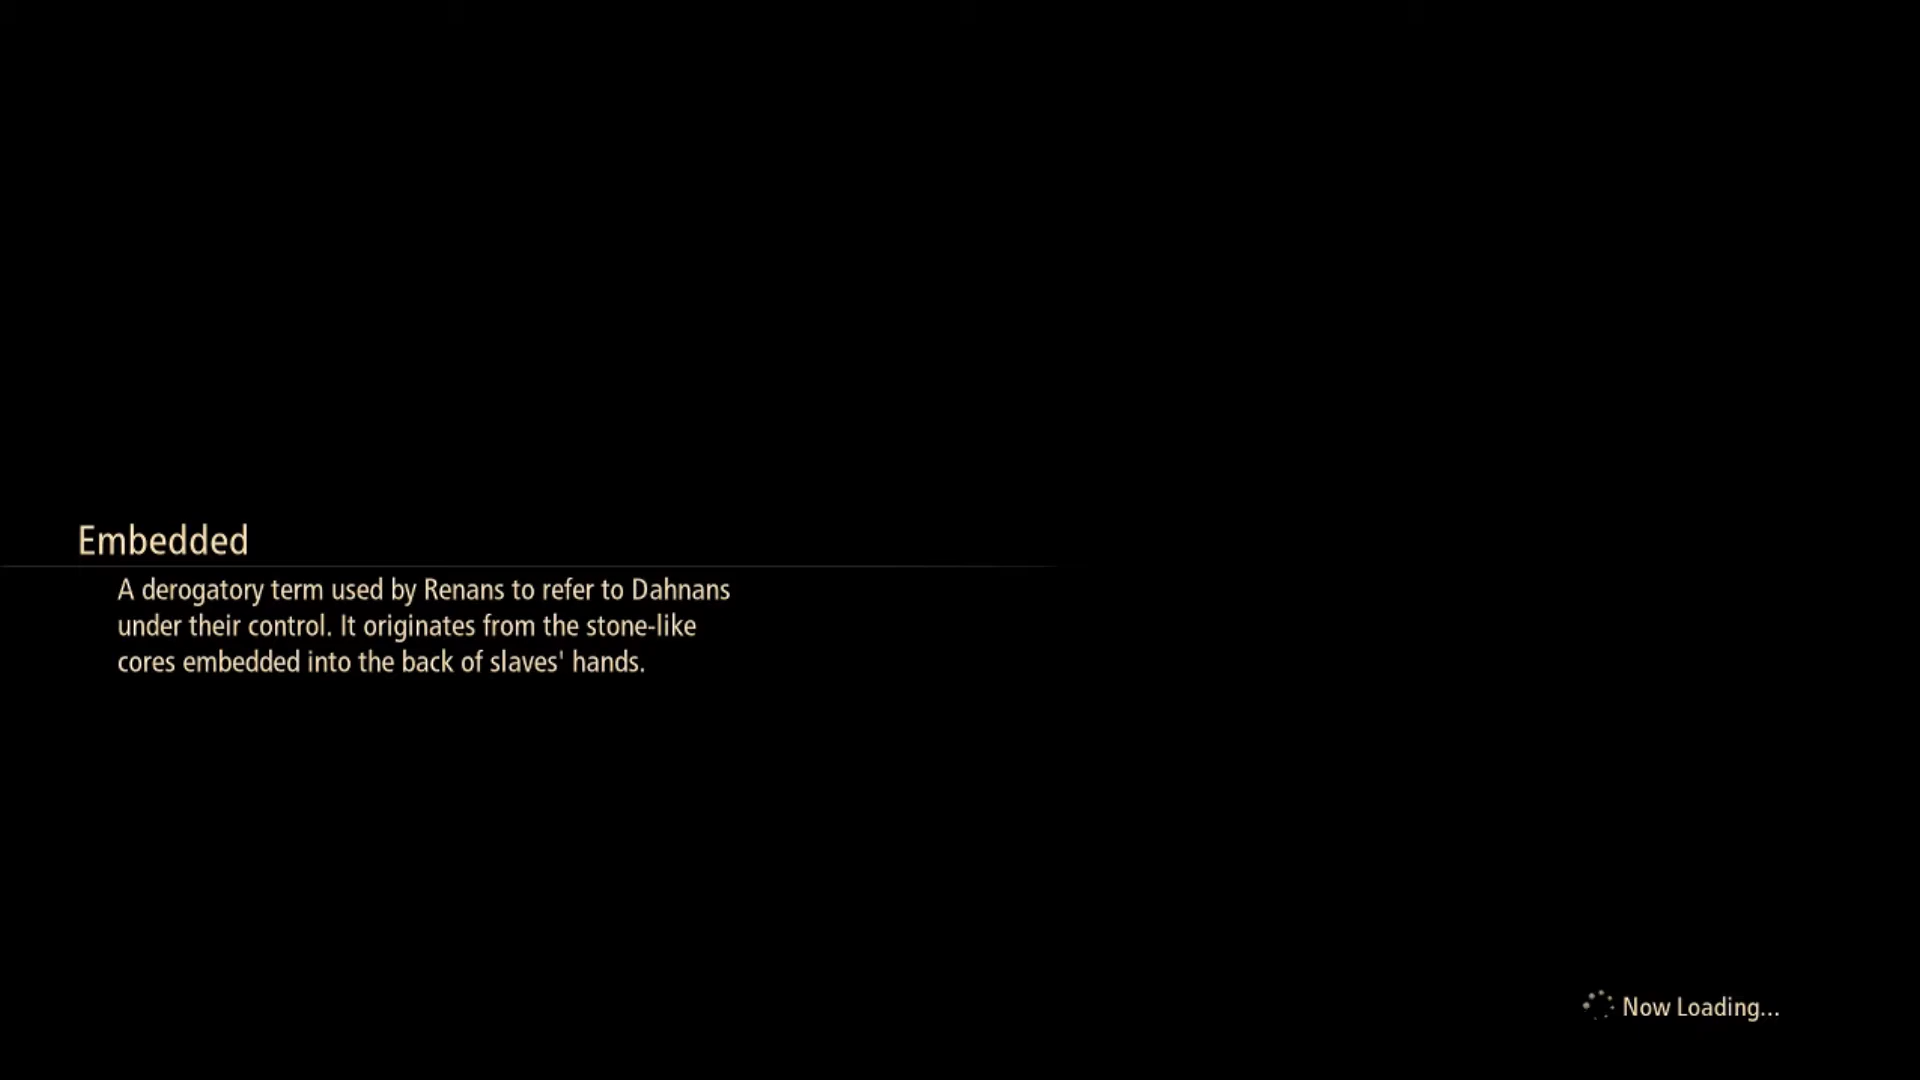 Embedded
A derogatory term used by Renans to refer to Dahnans
under their control. It originates from the stone-like
cores embedded into the back of slaves' hands.
Now Loading...